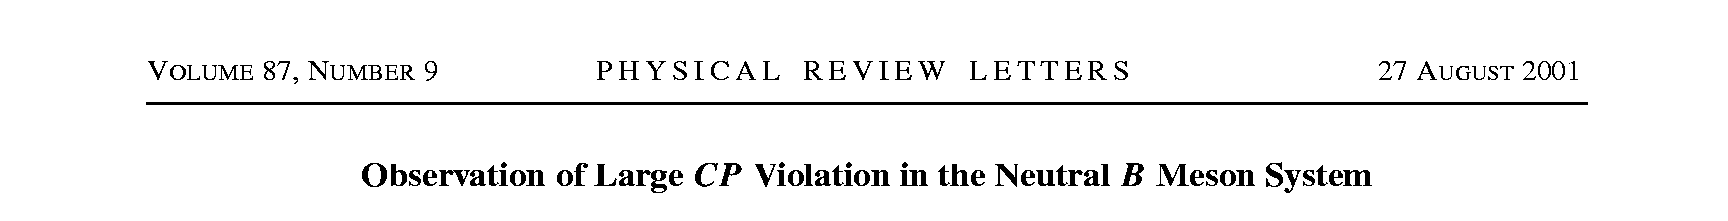 VOLUME 87, NUMBER 9 PHYSICAL REVIEW LETTERS 27 AUGUST 2001
Observation of Large CP Violation in the Neutral B Meson System